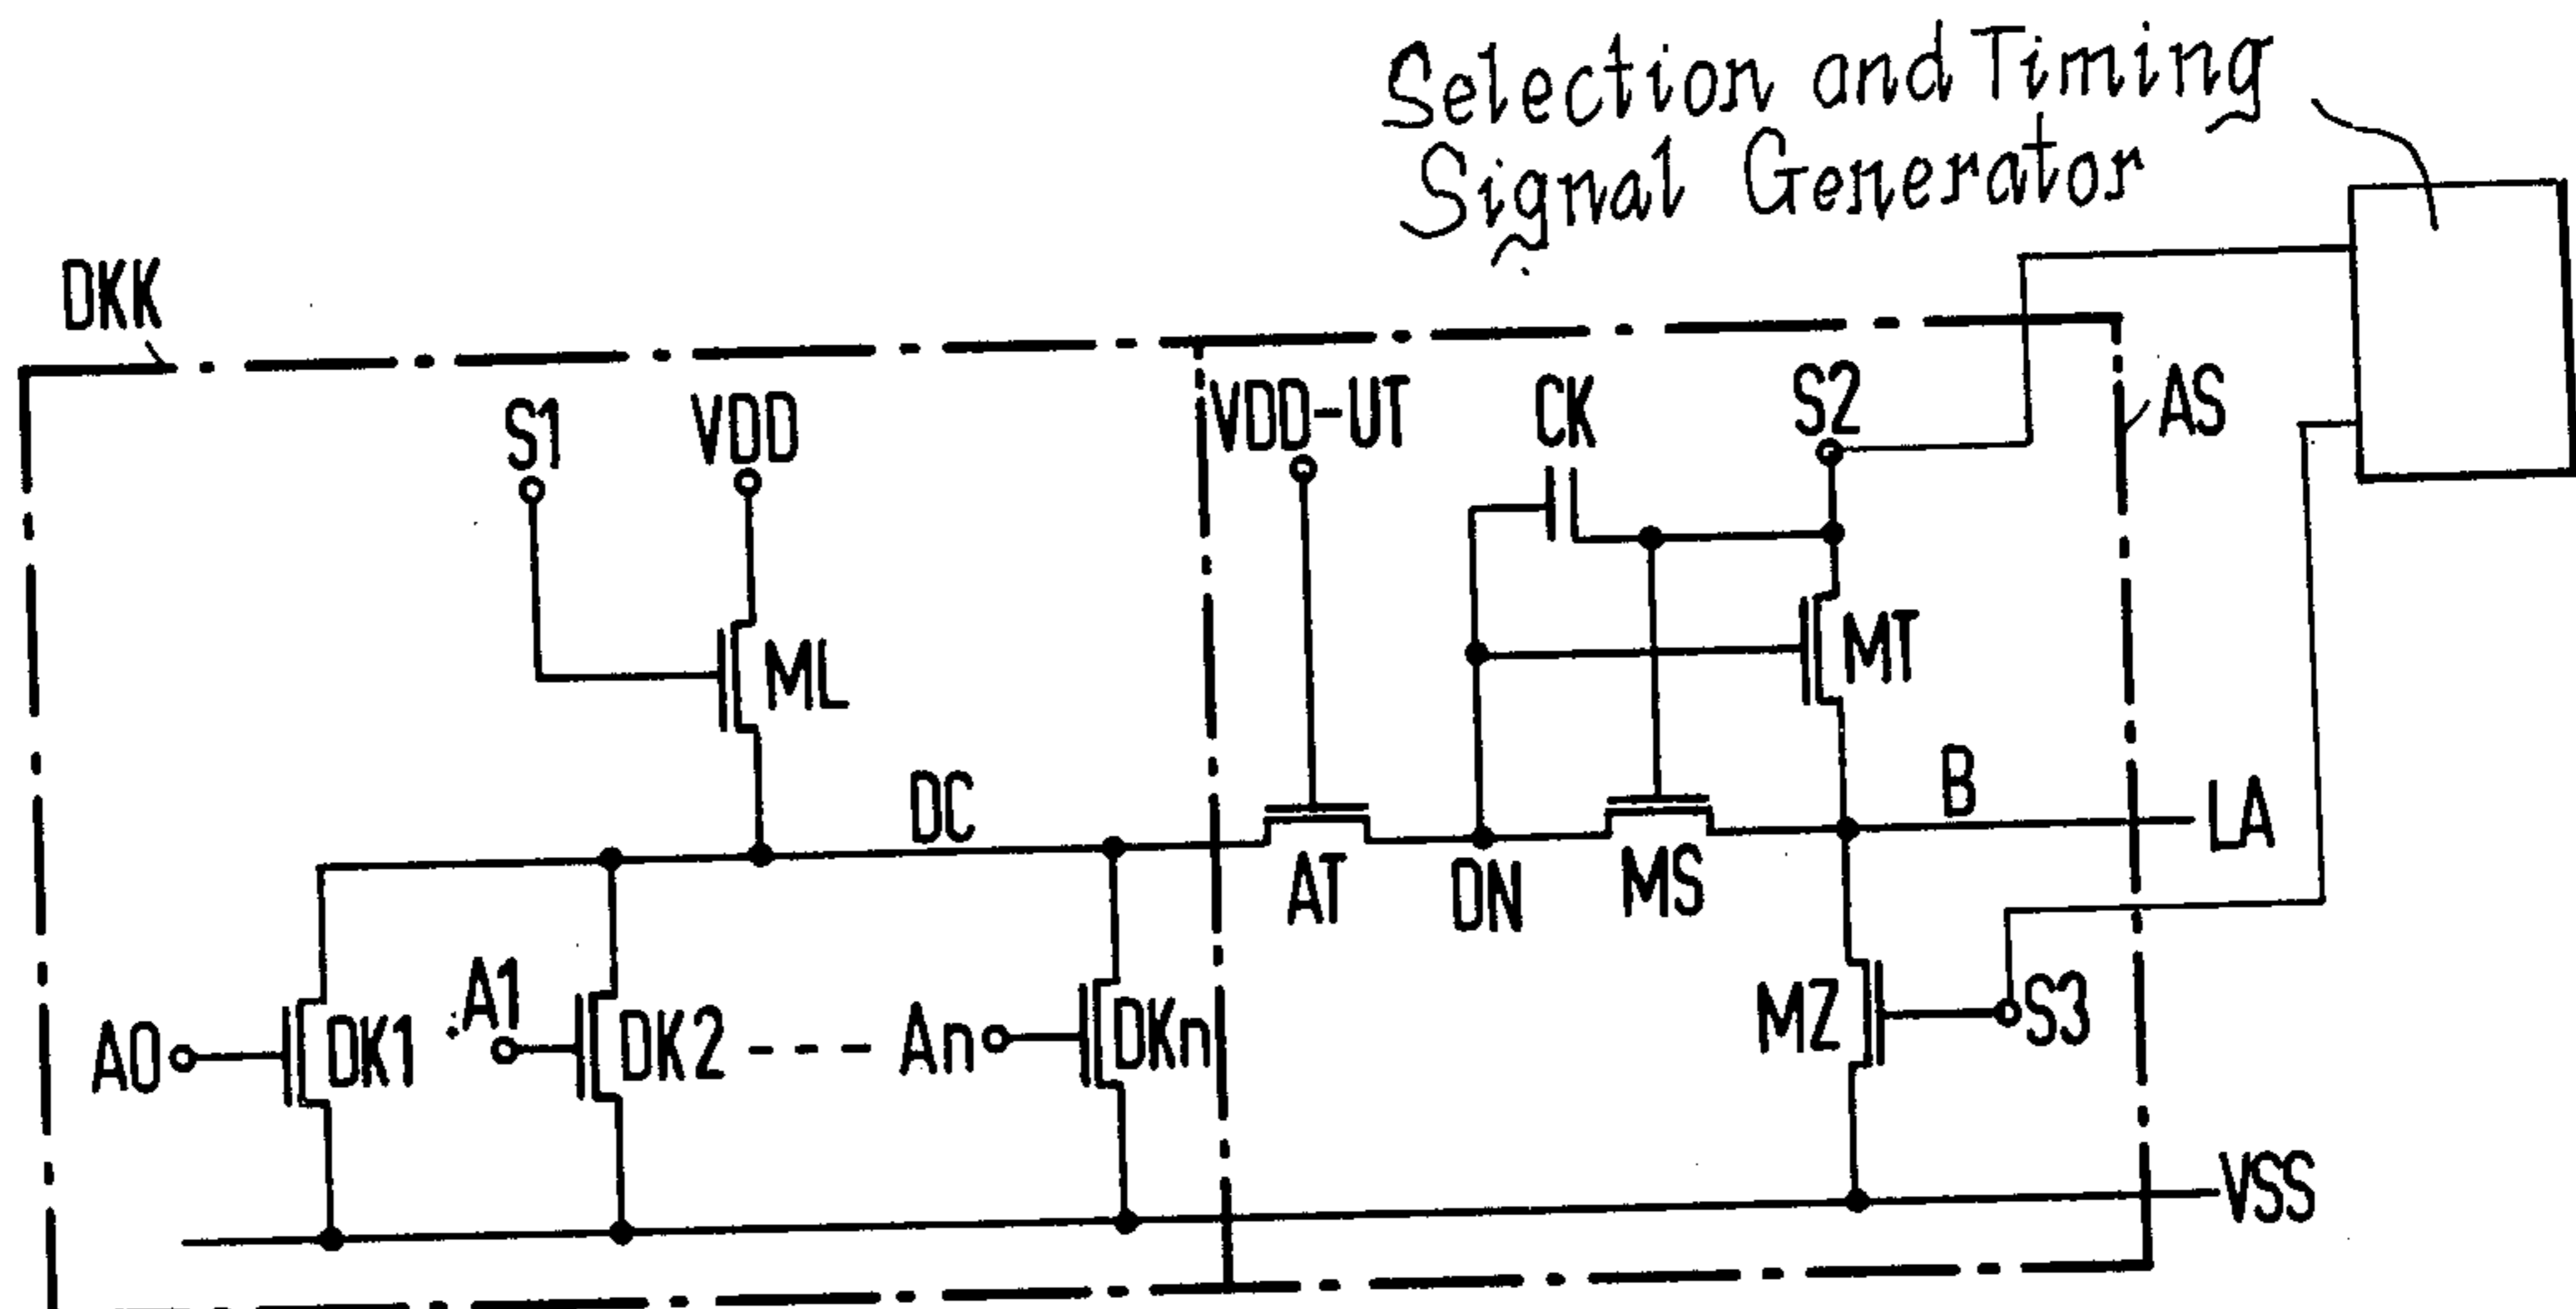 Selection and Timing
Signal Generator
DKK
S1
VDD
VDD-UT
CK
S2
AS
ML
MT
DC
B
LA
AT
DN
MS
A0
DK1
A1
DK2
An
DKn
MZ
S3
VSS